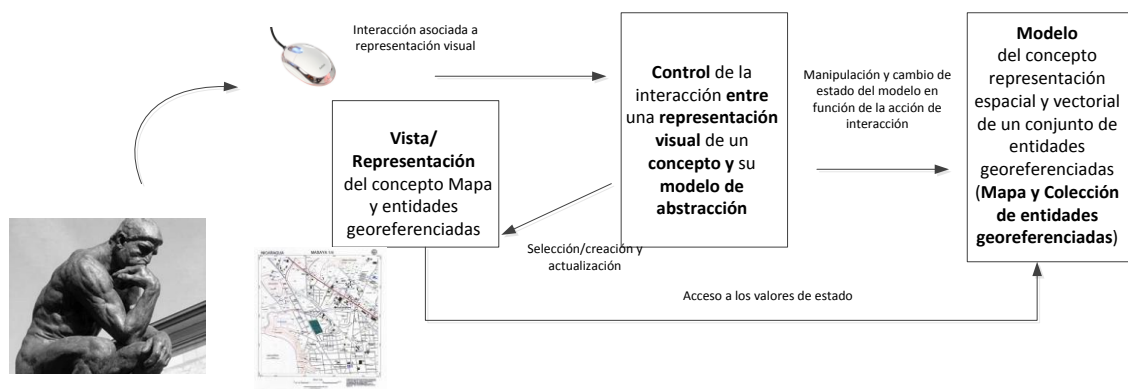 Interacción asociada a
representación visual
Vista/
Representación
del concepto Mapa
y entidades
georeferenciadas
Control de la
interacción entre
una representación
visual de un
concepto y su
modelo de
abstracción
Manipulación y cambio de
estado del modelo en
función de la acción de
interacción
Modelo
del concepto
representación
espacial y vectorial
de un conjunto de
entidades
georeferenciadas
(Mapa y Colección
de entidades
georeferenciadas)
Selección/creación y
actualización
Acceso a los valores de estado